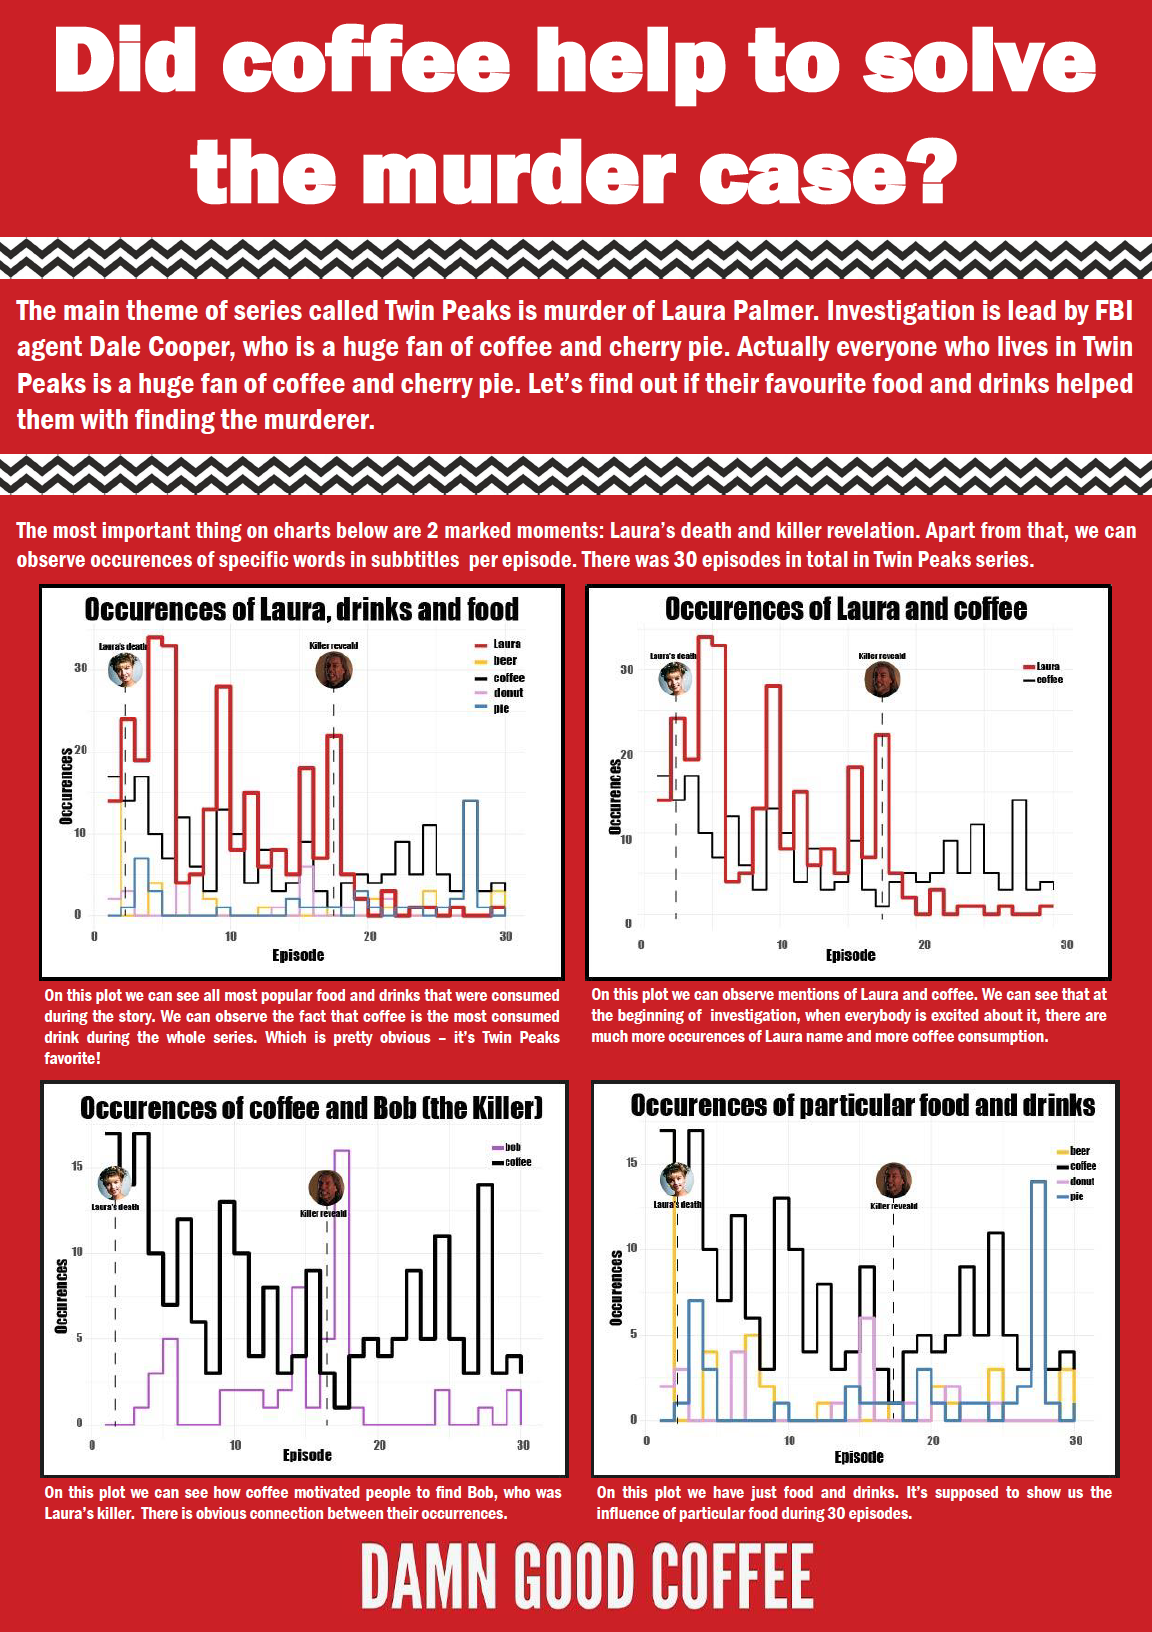 Did coffee help to solve
the murder case?
The main theme of series called Twin Peaks is murder of Laura Palmer. Investigation is lead by FBI
agent Dale Cooper, who is a huge fan of coffee and cherry pie. Actually everyone who lives in Twin
Peaks is a huge fan of coffee and cherry pie. Let's find out if their favourite food and drinks helped
them with finding the murderer.
The most important thing on charts below are 2 marked moments: Laura's death and killer revelation. Apart from that, we can
observe occurences of specific words in subbtitles per episode. There was 30 episodes in total in Twin Peaks series.
Occurences of Laura, drinks and food
Laura's death
Killer reveald
Laura
beer
coffee
donut
pie
30
20
10
0
Occurences
0
10
20
30
Episode
On this plot we can see all most popular food and drinks that were consumed
during the story. We can observe the fact that coffee is the most consumed
drink during the whole series. Which is pretty obvious – it's Twin Peaks
favorite!
Occurences of Laura and coffee
Laura's death
Killer reveald
Laura
coffee
30
20
10
0
Occurences
0
10
20
30
Episode
On this plot we can observe mentions of Laura and coffee. We can see that at
the beginning of investigation, when everybody is excited about it, there are
much more occurences of Laura name and more coffee consumption.
Occurences of coffee and Bob (the Killer)
bob
coffee
Laura's death
Killer reveald
15
10
5
0
Occurences
0
10
20
30
Episode
On this plot we can see how coffee motivated people to find Bob, who was
Laura's killer. There is obvious connection between their occurrences.
Occurences of particular food and drinks
beer
coffee
donut
pie
Laura's death
Killer reveald
15
10
5
0
Occurences
0
10
20
30
Episode
On this plot we have just food and drinks. It's supposed to show us the
influence of particular food during 30 episodes.
DAMN GOOD COFFEE